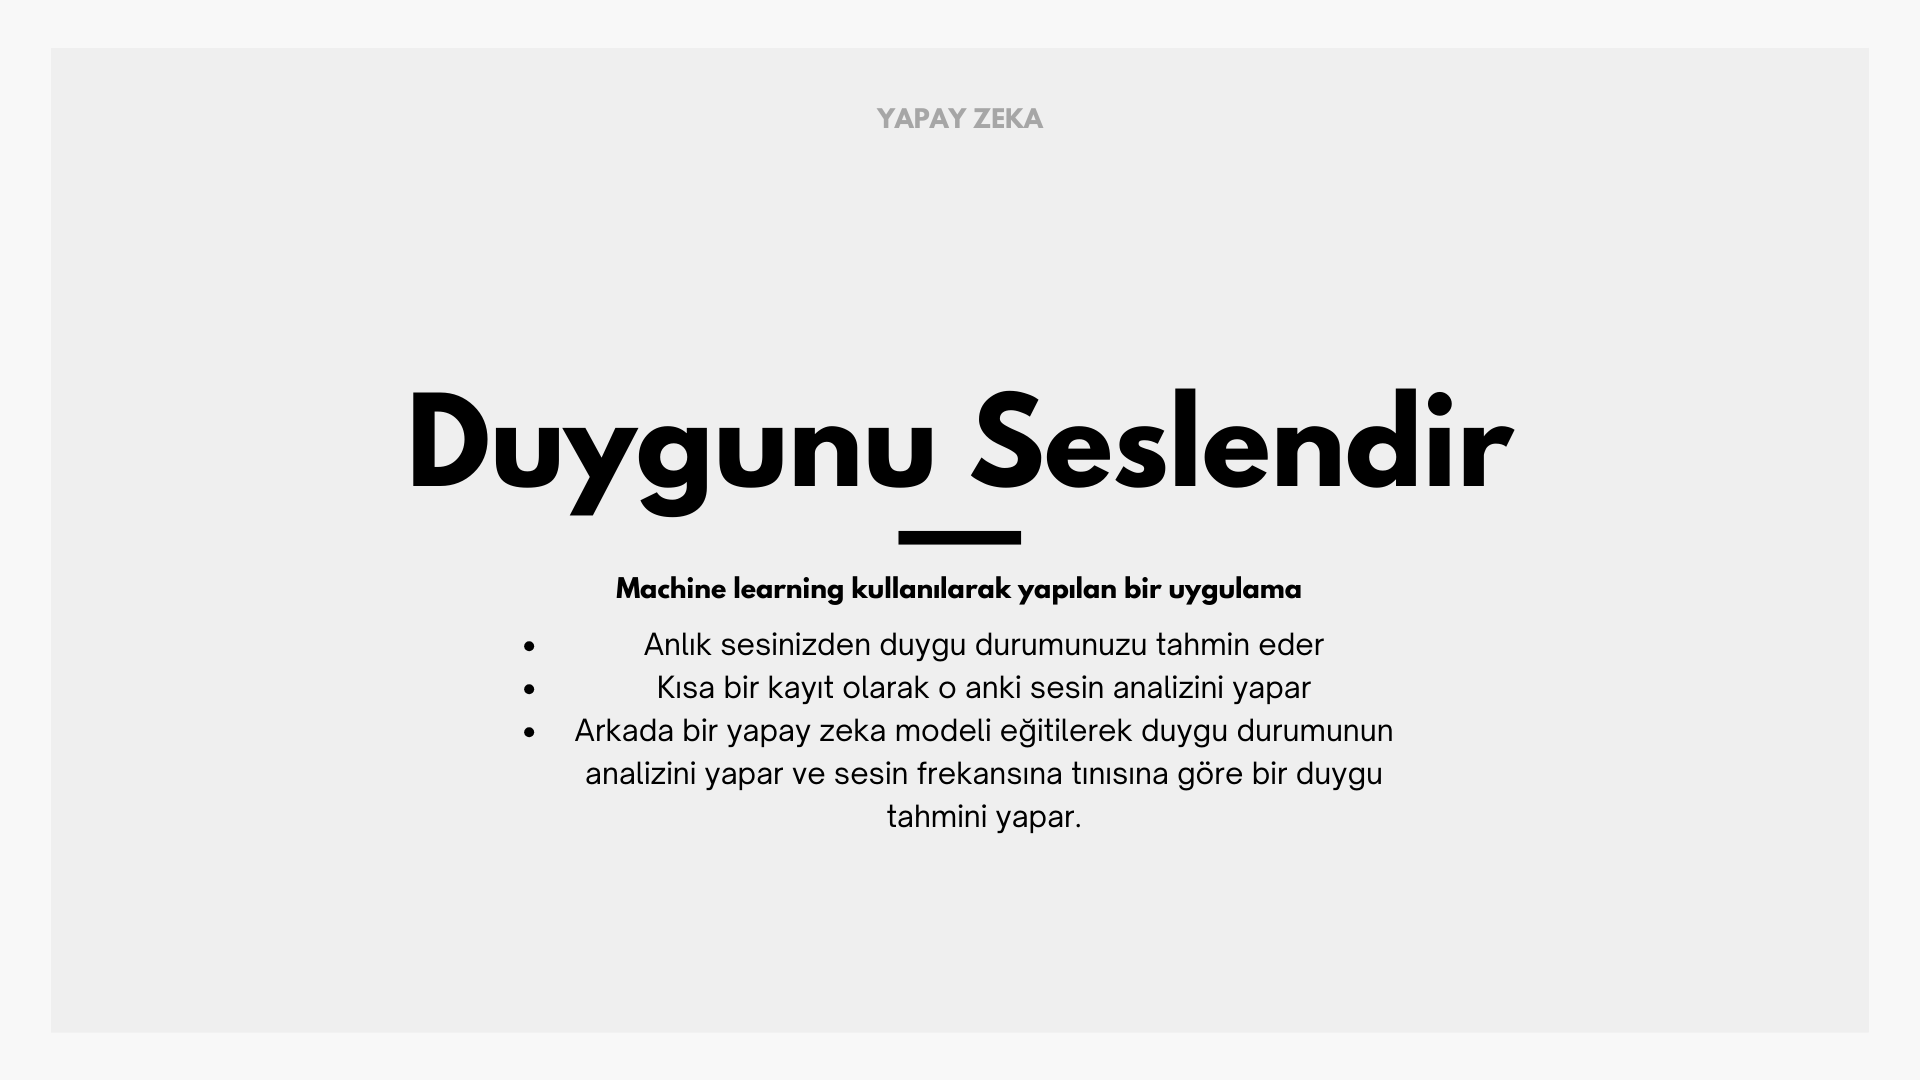 YAPAY ZEKA
Duygunu Seslendir
Machine learning kullanılarak yapılan bir uygulama
• Anlık sesinizden duygu durumunuzu tahmin eder
• Kısa bir kayıt olarak o anki sesin analizini yapar
• Arkada bir yapay zeka modeli eğitilerek duygu durumunun
analizini yapar ve sesin frekansına tınısına göre bir duygu
tahmini yapar.